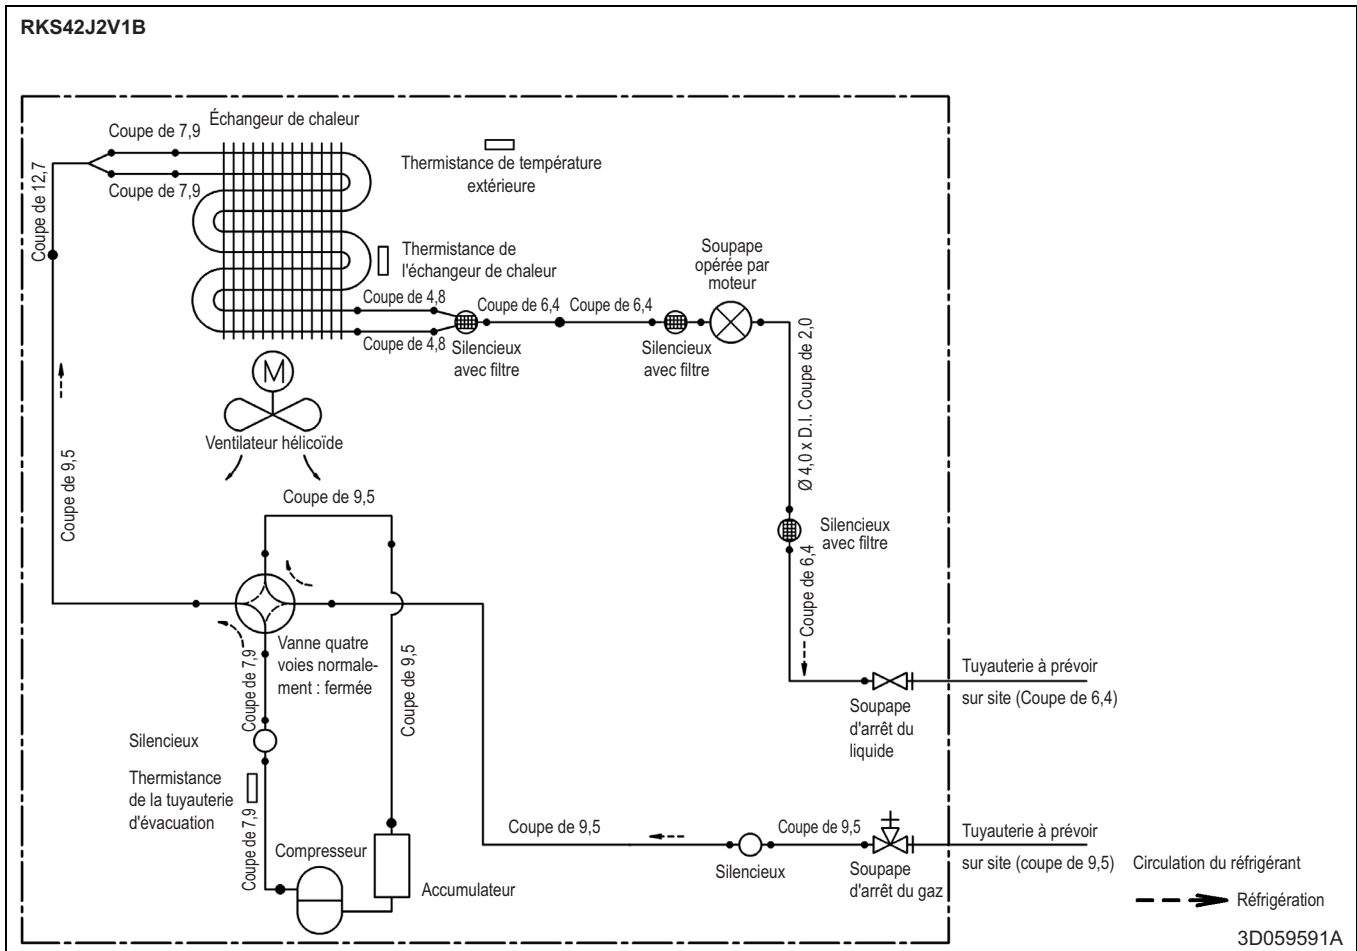 RKS42J2V1B
Échangeur de chaleur
Coupe de 7,9
Coupe de 7,9
Coupe de 12,7
Thermistance de température
extérieure
Thermistance de
l'échangeur de chaleur
Soupape
opérée par
moteur
Coupe de 4,8
Coupe de 4,8
Coupe de 6,4
Coupe de 6,4
Silencieux
avec filtre
Silencieux
avec filtre
M
Ventilateur hélicoïde
Coupe de 9,5
Ø 4,0 x D.I. Coupe de 2,0
Coupe de 9,5
Silencieux
avec filtre
Coupe de 6,4
Vanne quatre
voies normale-
ment : fermée
Coupe de 7,9
Coupe de 9,5
Tuyauterie à prévoir
sur site (Coupe de 6,4)
Soupape
d'arrêt du
liquide
Silencieux
Thermistance
de la tuyauterie
d'évacuation
Coupe de 7,9
Compresseur
Accumulateur
Coupe de 9,5
Coupe de 9,5
Silencieux
Soupape
d'arrêt du gaz
Tuyauterie à prévoir
sur site (coupe de 9,5)
Circulation du réfrigérant
Réfrigération
3D059591A